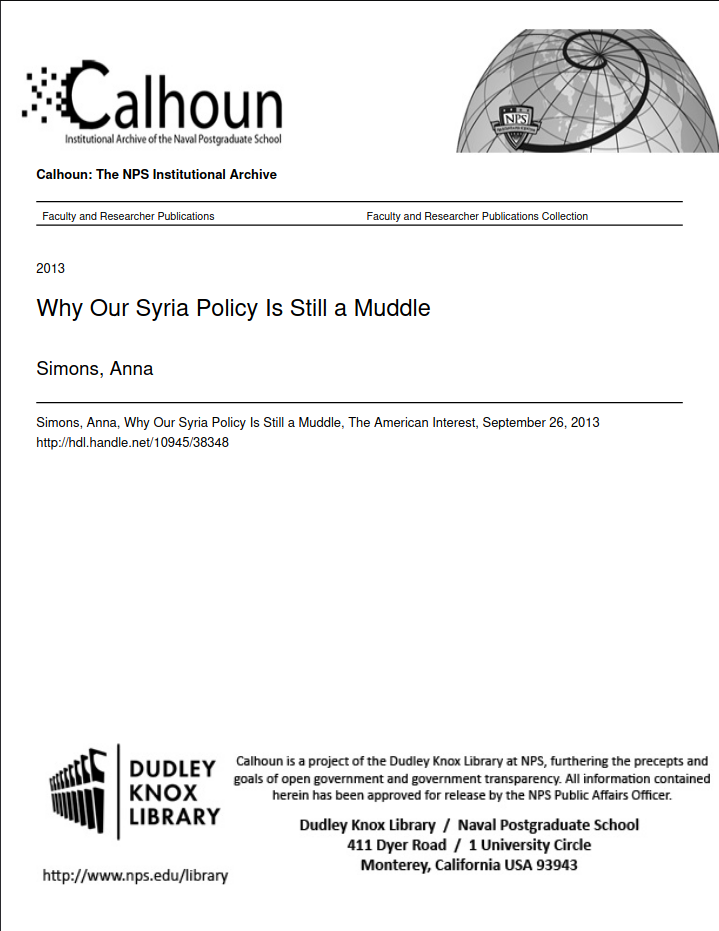 Calhoun
Institutional Archive of the Naval Postgraduate School
NPS
Calhoun: The NPS Institutional Archive
Faculty and Researcher Publications Faculty and Researcher Publications Collection
2013
Why Our Syria Policy Is Still a Muddle
Simons, Anna
Simons, Anna, Why Our Syria Policy Is Still a Muddle, The American Interest, September 26, 2013
http://hdl.handle.net/10945/38348
DUDLEY
KNOX
LIBRARY
http://www.nps.edu/library
Calhoun is a project of the Dudley Knox Library at NPS, furthering the precepts and
goals of open government and government transparency. All information contained
herein has been approved for release by the NPS Public Affairs Officer.
Dudley Knox Library / Naval Postgraduate School
411 Dyer Road / 1 University Circle
Monterey, California USA 93943